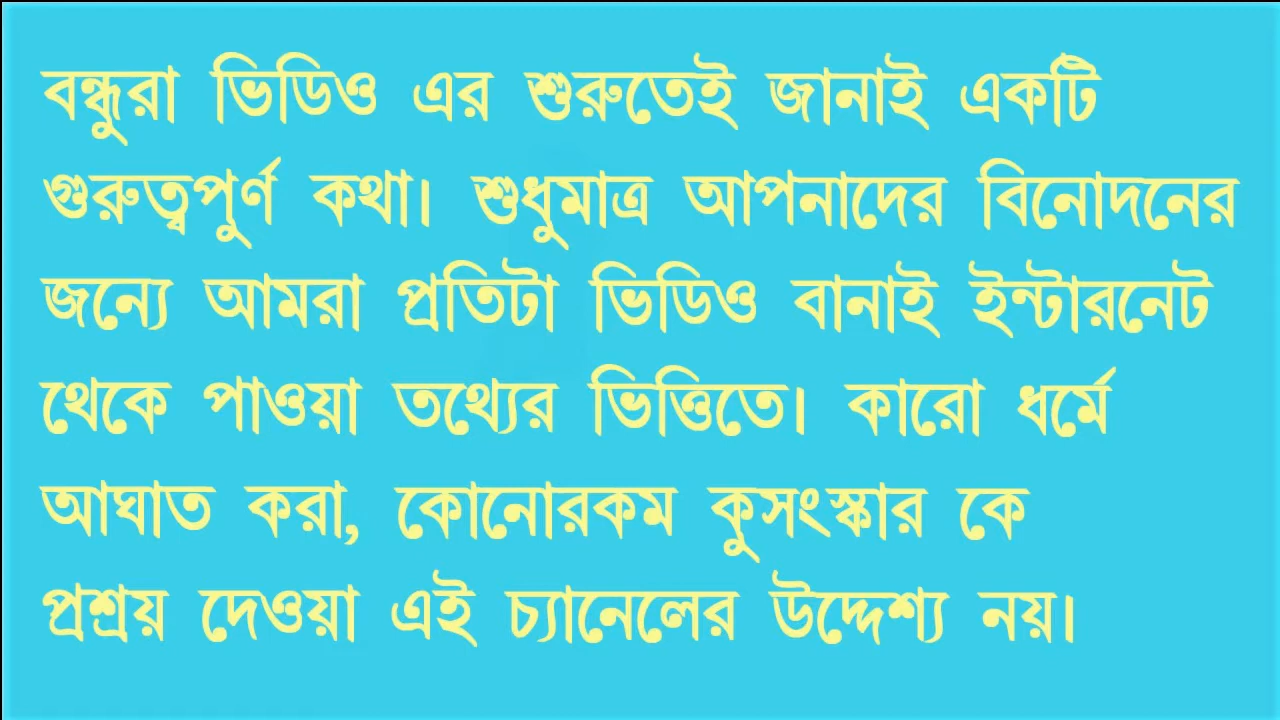 বন্ধুরা ভিডিও এর শুরুতেই জানাই একটি
গুরুত্বপুর্ণ কথা। শুধুমাত্র আপনাদের বিনোদনের
জন্যে আমরা প্রতিটা ভিডিও বানাই ইন্টারনেট
থেকে পাওয়া তথ্যের ভিত্তিতে। কারো ধর্মে
আঘাত করা, কোনোরকম কুসংস্কার কে
প্রশ্রয় দেওয়া এই চ্যানেলের উদ্দেশ্য নয়।